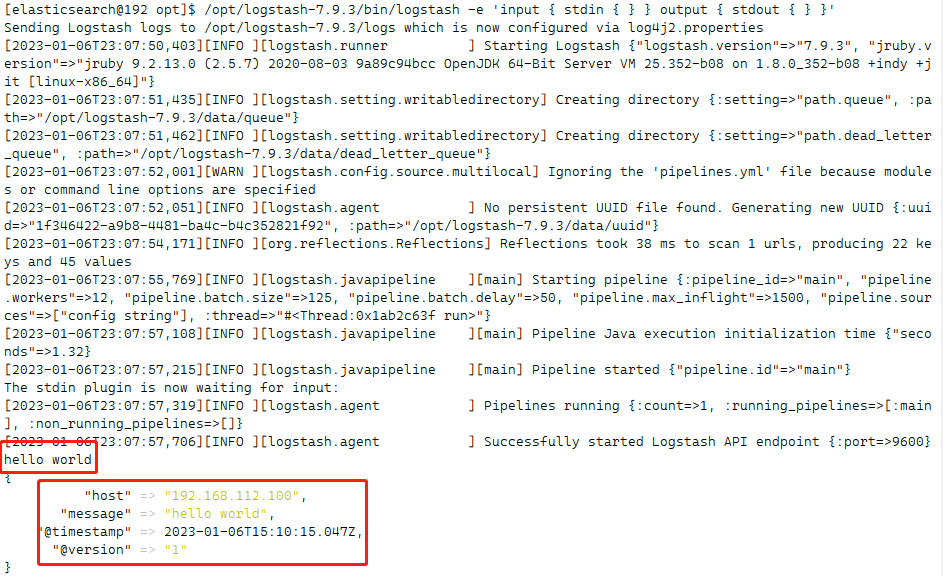 [elasticsearch@192 opt]$ /opt/logstash-7.9.3/bin/logstash -e 'input { stdin { } } output { stdout { } }'
Sending Logstash logs to /opt/logstash-7.9.3/logs which is now configured via log4j2.properties
[2023-01-06T23:07:50,403][INFO ][logstash.runner          ] Starting Logstash {"logstash.version"=>"7.9.3", "jruby.v
ersion"=>"jruby 9.2.13.0 (2.5.7) 2020-08-03 9a89c94bcc OpenJDK 64-Bit Server VM 25.352-b08 on 1.8.0_352-b08 +indy +j
it [linux-x86_64]"}
[2023-01-06T23:07:51,435][INFO ][logstash.setting.writabledirectory] Creating directory {:setting=>"path.queue", :pa
th=>"/opt/logstash-7.9.3/data/queue"}
[2023-01-06T23:07:51,462][INFO ][logstash.setting.writabledirectory] Creating directory {:setting=>"path.dead_letter
_queue", :path=>"/opt/logstash-7.9.3/data/dead_letter_queue"}
[2023-01-06T23:07:52,001][WARN ][logstash.config.source.multilocal] Ignoring the 'pipelines.yml' file because module
s or command line options are specified
[2023-01-06T23:07:52,051][INFO ][logstash.agent           ] No persistent UUID file found. Generating new UUID {:uui
d=>"1f346422-a9b8-4481-ba4c-b4c352821f92", :path=>"/opt/logstash-7.9.3/data/uuid"}
[2023-01-06T23:07:54,171][INFO ][org.reflections.Reflections] Reflections took 38 ms to scan 1 urls, producing 22 ke
ys and 45 values
[2023-01-06T23:07:55,769][INFO ][logstash.javapipeline    ][main] Starting pipeline {:pipeline_id=>"main", "pipeline
.workers"=>12, "pipeline.batch.size"=>125, "pipeline.batch.delay"=>50, "pipeline.max_inflight"=>1500, "pipeline.sour
ces"=>["config string"], :thread=>"#<Thread:0x1ab2c63f run>"}
[2023-01-06T23:07:57,108][INFO ][logstash.javapipeline    ][main] Pipeline Java execution initialization time {"seco
nds"=>1.32}
[2023-01-06T23:07:57,215][INFO ][logstash.javapipeline    ][main] Pipeline started {"pipeline.id"=>"main"}
The stdin plugin is now waiting for input:
[2023-01-06T23:07:57,319][INFO ][logstash.agent           ] Pipelines running {:count=>1, :running_pipelines=>[:main
], :non_running_pipelines=>[]}
[2023-01-06T23:07:57,706][INFO ][logstash.agent           ] Successfully started Logstash API endpoint {:port=>9600}
hello world
{
          "host" => "192.168.112.100",
       "message" => "hello world",
    "@timestamp" => 2023-01-06T15:10:15.047Z,
      "@version" => "1"
}